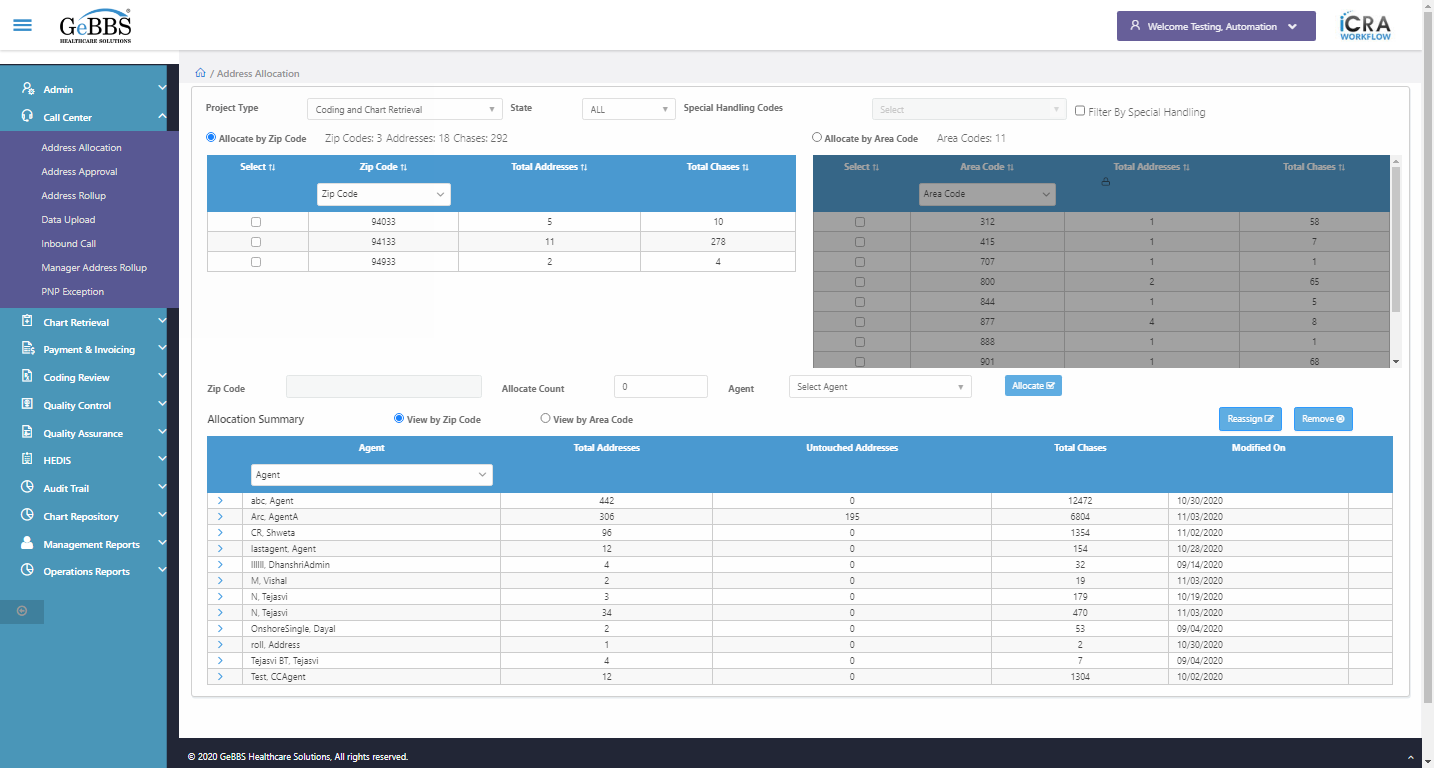 GeBBS
HEALTHCARE SOLUTIONS
Welcome Testing, Automation
iCRA
WORKFLOW
/ Address Allocation
Admin
Call Center
Address Allocation
Address Approval
Address Rollup
Data Upload
Inbound Call
Manager Address Rollup
PNP Exception
Chart Retrieval
Payment & Invoicing
Coding Review
Quality Control
Quality Assurance
HEDIS
Audit Trail
Chart Repository
Management Reports
Operations Reports
Project Type Coding and Chart Retrieval State ALL Special Handling Codes Select Filter By Special Handling
Allocate by Zip Code Zip Codes: 3 Addresses: 18 Chases: 292
Select Zip Code Total Addresses Total Chases
Zip Code
94033 5 10
94133 11 278
94933 2 4
Allocate by Area Code Area Codes: 11
Select Area Code Total Addresses Total Chases
Area Code
312 1 58
415 1 7
707 1 1
800 2 65
844 1 5
877 4 8
888 1 1
901 1 68
Zip Code Allocate Count 0 Agent Select Agent Allocate
Allocation Summary View by Zip Code View by Area Code Reassign Remove
Agent Total Addresses Untouched Addresses Total Chases Modified On
Agent
abc, Agent 442 0 12472 10/30/2020
Arc, AgentA 306 195 6804 11/03/2020
CR, Shweta 96 0 1354 11/02/2020
lastagent, Agent 12 0 154 10/28/2020
DhanshriAdmin 4 0 32 09/14/2020
M, Vishal 2 0 19 11/03/2020
N, Tejasvi 3 0 179 10/19/2020
N, Tejasvi 34 0 470 11/03/2020
OnshoreSingle, Dayal 2 0 53 09/04/2020
roll, Address 1 0 2 10/30/2020
Tejasvi BT, Tejasvi 4 0 7 09/04/2020
Test, CCAgent 12 0 1304 10/02/2020
© 2020 GeBBS Healthcare Solutions, All rights reserved.